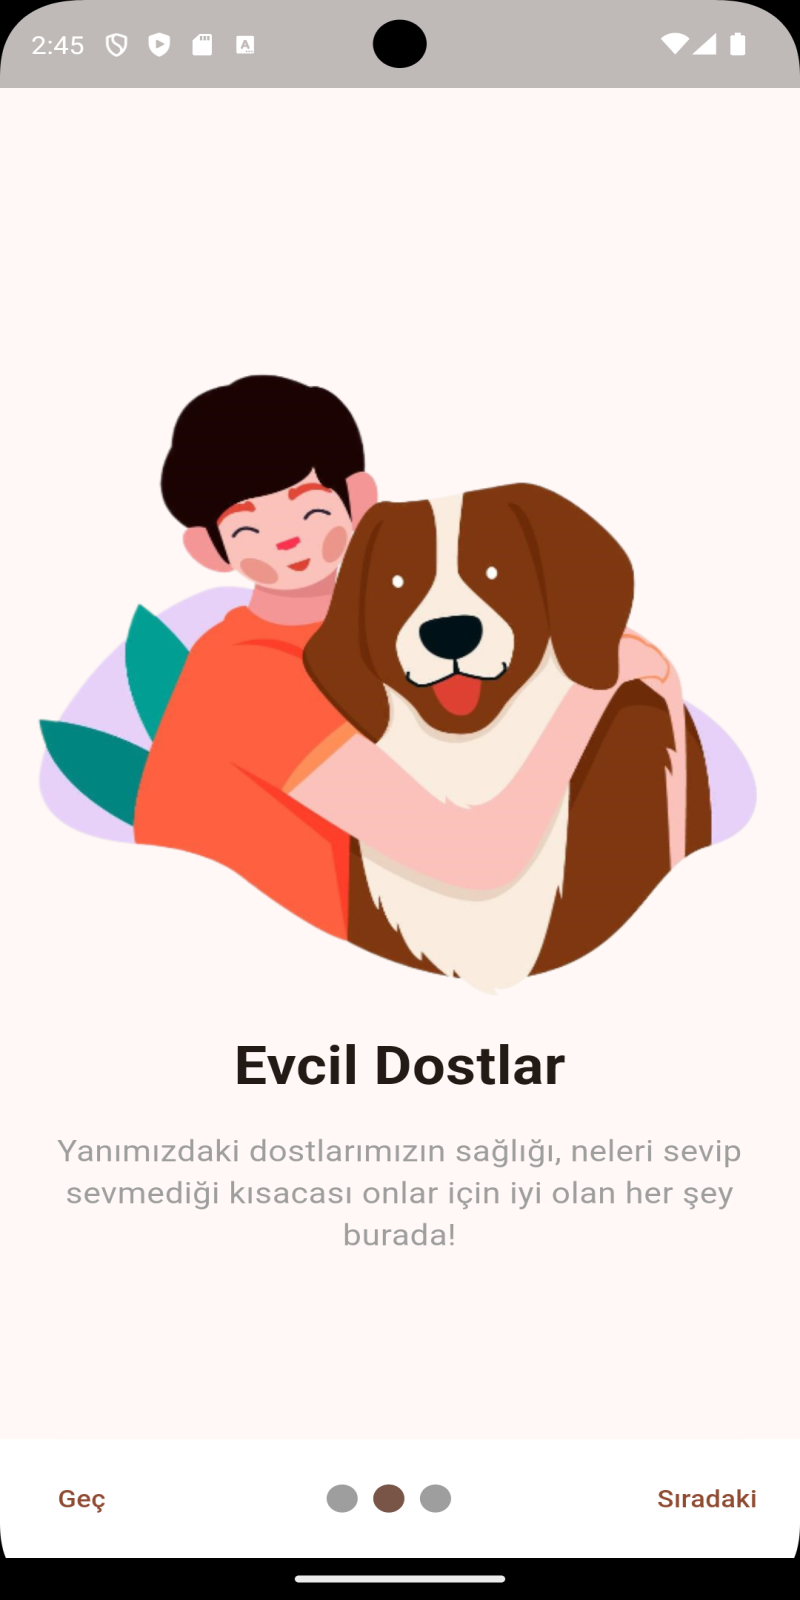 2:45
A
Evcil Dostlar
Yanımızdaki dostlarımızın sağlığı, neleri sevip
sevmediği kısacası onlar için iyi olan her şey
burada!
Geç
Sıradaki